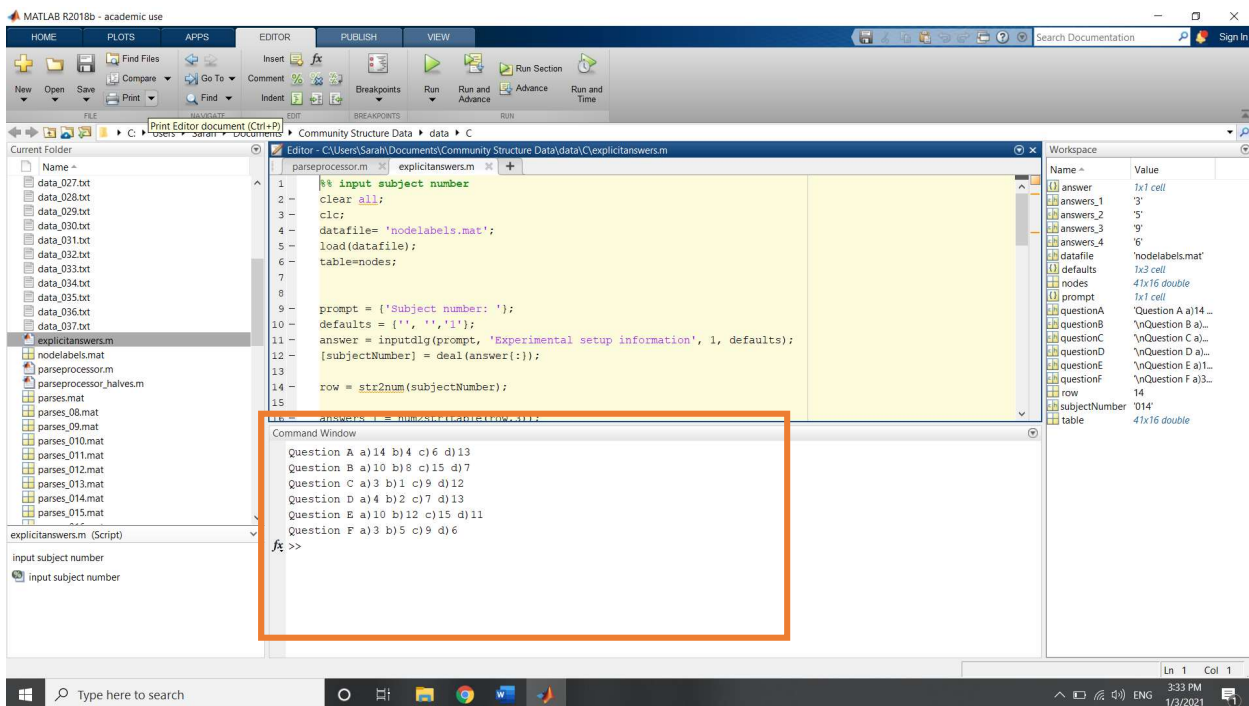 MATLAB R2018b - academic use
HOME PLOTS APPS EDITOR PUBLISH VIEW
Search Documentation
Sign In
New
Open
Save
Find Files
Compare
Print
FILE
Go To
Find
NAVIGATE
Insert
fx
Comment
Indent
EDIT
Breakpoints
BREAKPOINTS
Run
Run and Advance
Run Section
Advance
Run and Time
RUN
Print Editor document (Ctrl+P)
C: Users Sarah Documents Community Structure Data data C
Current Folder
Name
data_027.txt
data_028.txt
data_029.txt
data_030.txt
data_031.txt
data_032.txt
data_033.txt
data_034.txt
data_035.txt
data_036.txt
data_037.txt
explicitanswers.m
nodelabels.mat
parseprocessor.m
parseprocessor_halves.m
parses.mat
parses_08.mat
parses_09.mat
parses_010.mat
parses_011.mat
parses_012.mat
parses_013.mat
parses_014.mat
parses_015.mat
explicitanswers.m (Script)
input subject number
input subject number
Editor - C:\Users\Sarah\Documents\Community Structure Data\data\C\explicitanswers.m
parseprocessor.m explicitanswers.m
1 %% input subject number
2 – clear all;
3 – clc;
4 – datafile= 'nodelabels.mat';
5 – load(datafile);
6 – table=nodes;
7
8
9 – prompt = {'Subject number: '};
10 – defaults = {'', '','1'};
11 – answer = inputdlg(prompt, 'Experimental setup information', 1, defaults);
12 – [subjectNumber] = deal(answer{:});
13
14 – row = str2num(subjectNumber);
15
16 – answers_1 = num2str(table(row,3));
Command Window
Question A a)14 b)4 c)6 d)13
Question B a)10 b)8 c)15 d)7
Question C a)3 b)1 c)9 d)12
Question D a)4 b)2 c)7 d)13
Question E a)10 b)12 c)15 d)11
Question F a)3 b)5 c)9 d)6
fx >>
Workspace
Name Value
answer 1x1 cell
answers_1 '3'
answers_2 '5'
answers_3 '9'
answers_4 '6'
datafile 'nodelabels.mat'
defaults 1x3 cell
nodes 41x16 double
prompt 1x1 cell
questionA 'Question A a)14 ...
questionB '\nQuestion B a)...
questionC '\nQuestion C a)...
questionD '\nQuestion D a)...
questionE '\nQuestion E a)1...
questionF '\nQuestion F a)3...
row 14
subjectNumber '014'
table 41x16 double
Ln 1 Col 1
Type here to search
ENG
3:33 PM
1/3/2021